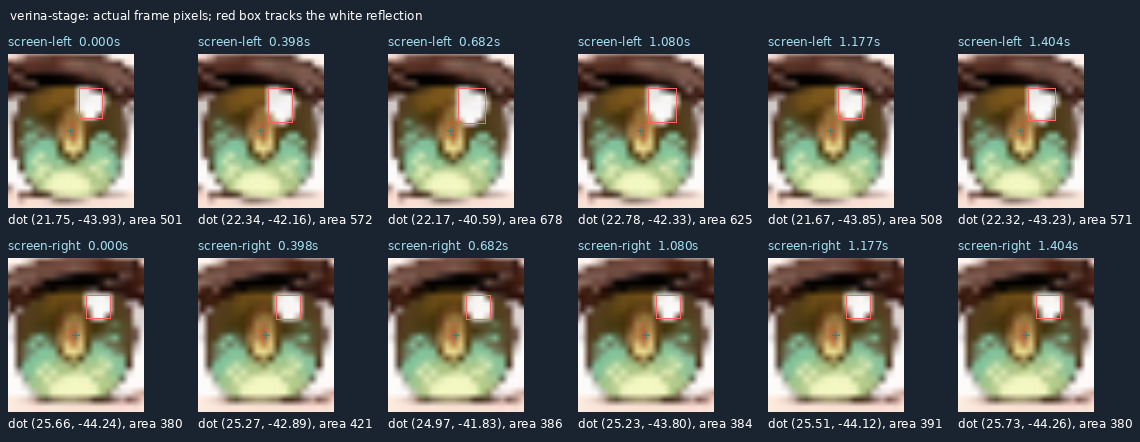 verina-stage: actual frame pixels; red box tracks the white reflection
screen-left 0.000s
screen-left 0.398s
screen-left 0.682s
screen-left 1.080s
screen-left 1.177s
screen-left 1.404s
dot (21.75, -43.93), area 501
dot (22.34, -42.16), area 572
dot (22.17, -40.59), area 678
dot (22.78, -42.33), area 625
dot (21.67, -43.85), area 508
dot (22.32, -43.23), area 571
screen-right 0.000s
screen-right 0.398s
screen-right 0.682s
screen-right 1.080s
screen-right 1.177s
screen-right 1.404s
dot (25.66, -44.24), area 380
dot (25.27, -42.89), area 421
dot (24.97, -41.83), area 386
dot (25.23, -43.80), area 384
dot (25.51, -44.12), area 391
dot (25.73, -44.26), area 380